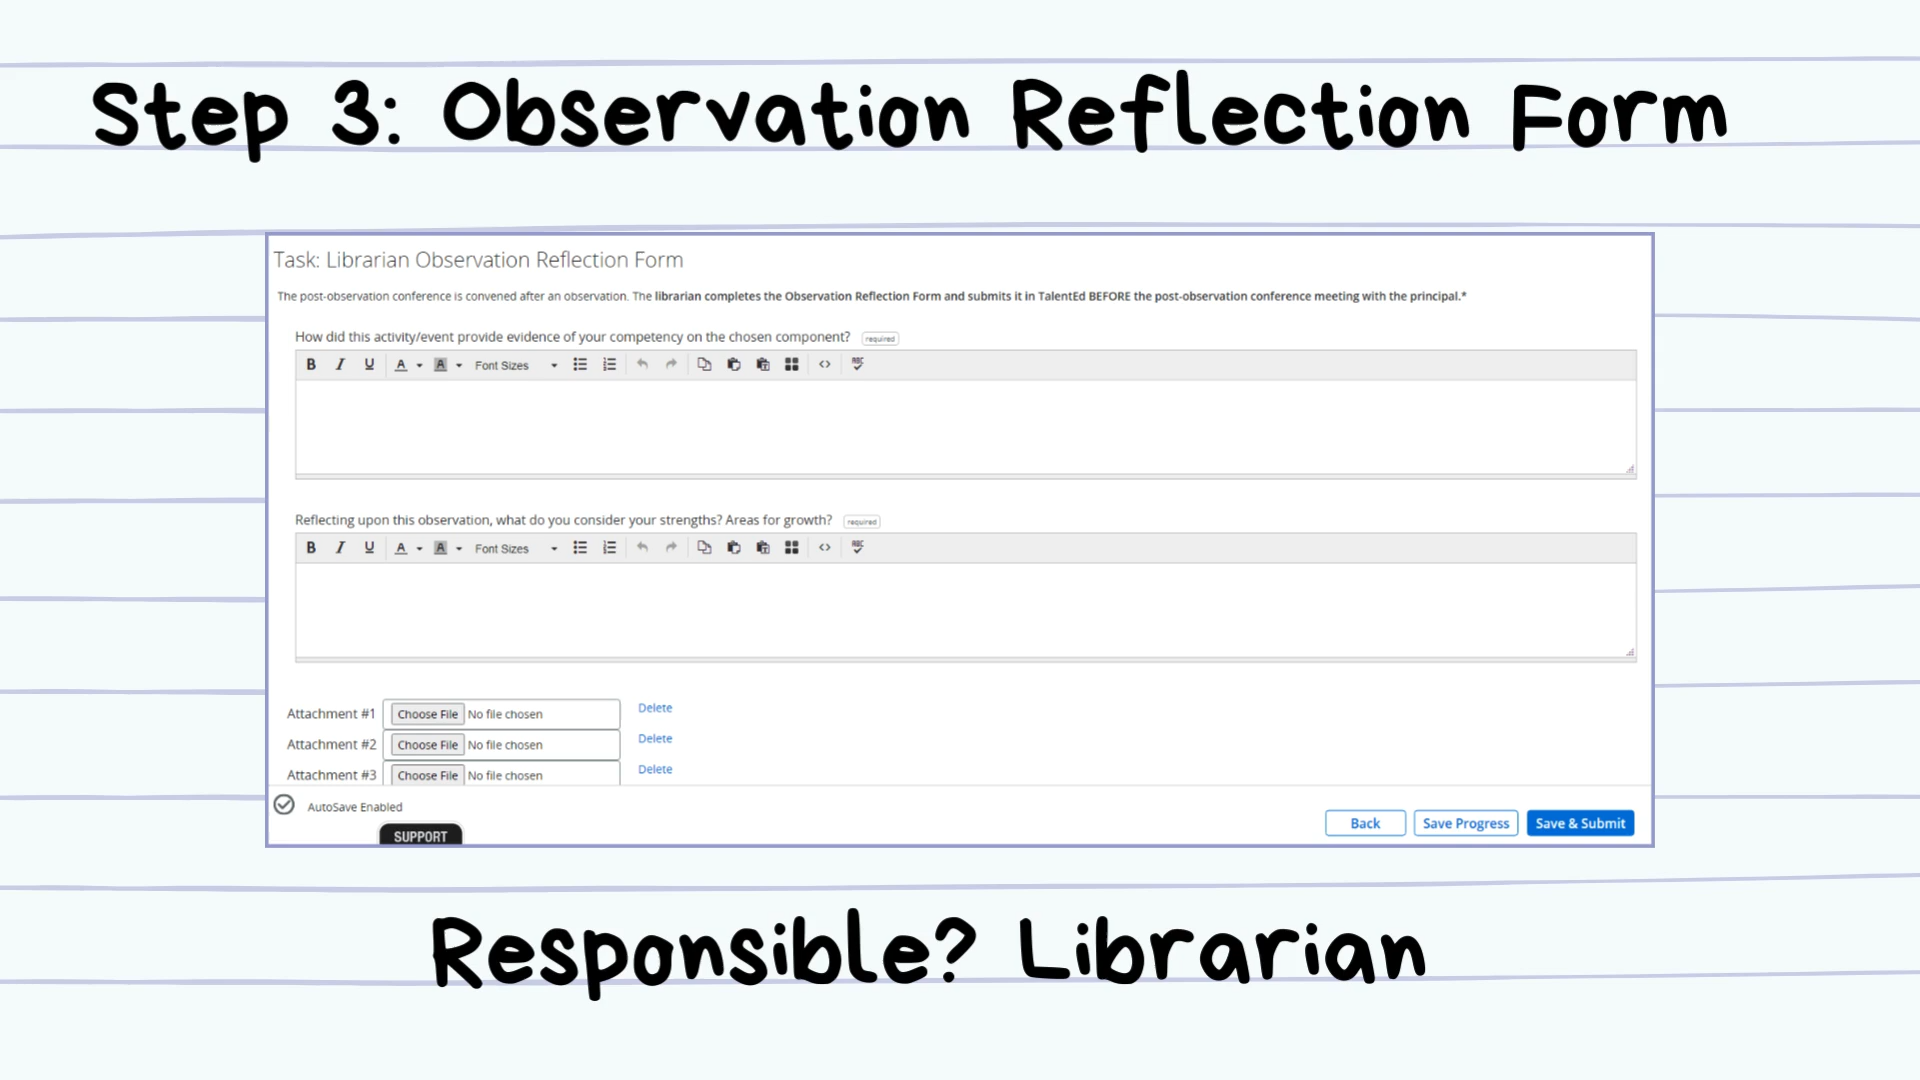 Step 3: Observation Reflection Form
Task: Librarian Observation Reflection Form
The post-observation conference is convened after an observation. The librarian completes the Observation Reflection Form and submits it in TalentEd BEFORE the post-observation conference meeting with the principal.*
How did this activity/event provide evidence of your competency on the chosen component? required
B I U A A Font Sizes ABC
Reflecting upon this observation, what do you consider your strengths? Areas for growth? required
B I U A A Font Sizes ABC
Attachment #1 Choose File No file chosen Delete
Attachment #2 Choose File No file chosen Delete
Attachment #3 Choose File No file chosen Delete
AutoSave Enabled
SUPPORT
Back Save Progress Save & Submit
Responsible? Librarian